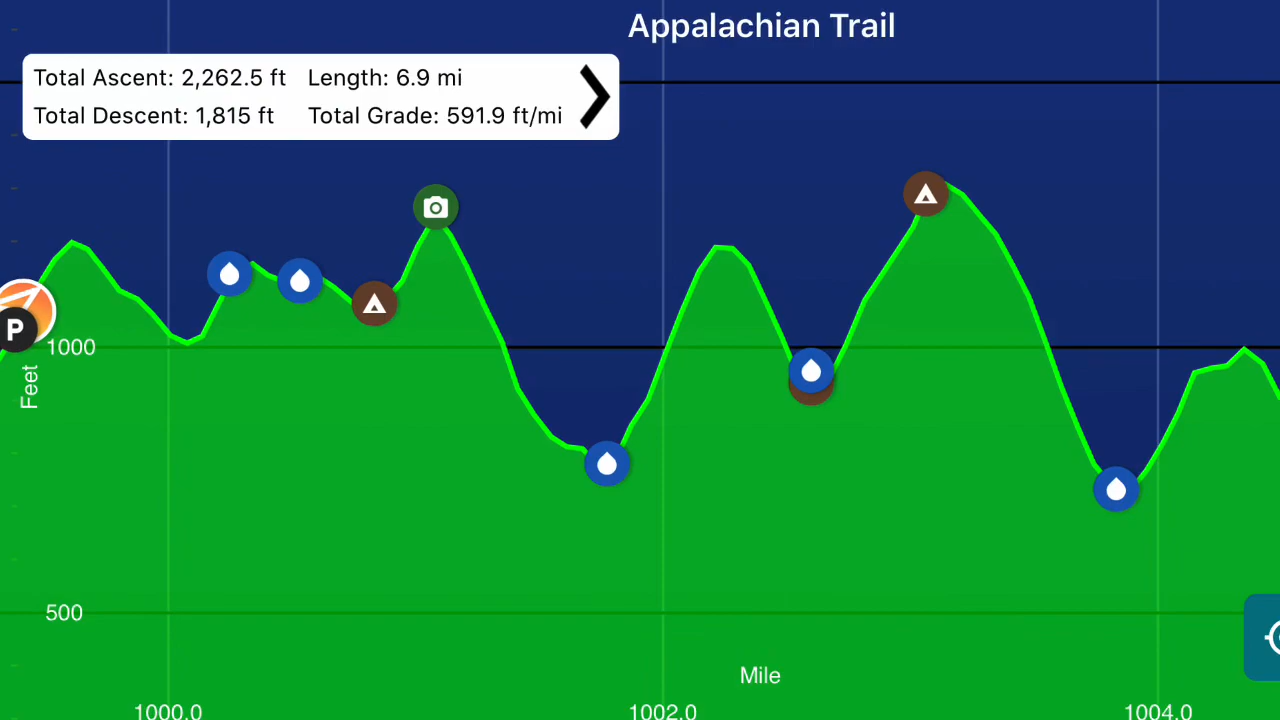 Appalachian Trail
Total Ascent: 2,262.5 ft Length: 6.9 mi
Total Descent: 1,815 ft Total Grade: 591.9 ft/mi
P
1000
Feet
500
Mile
1000.0 1002.0 1004.0